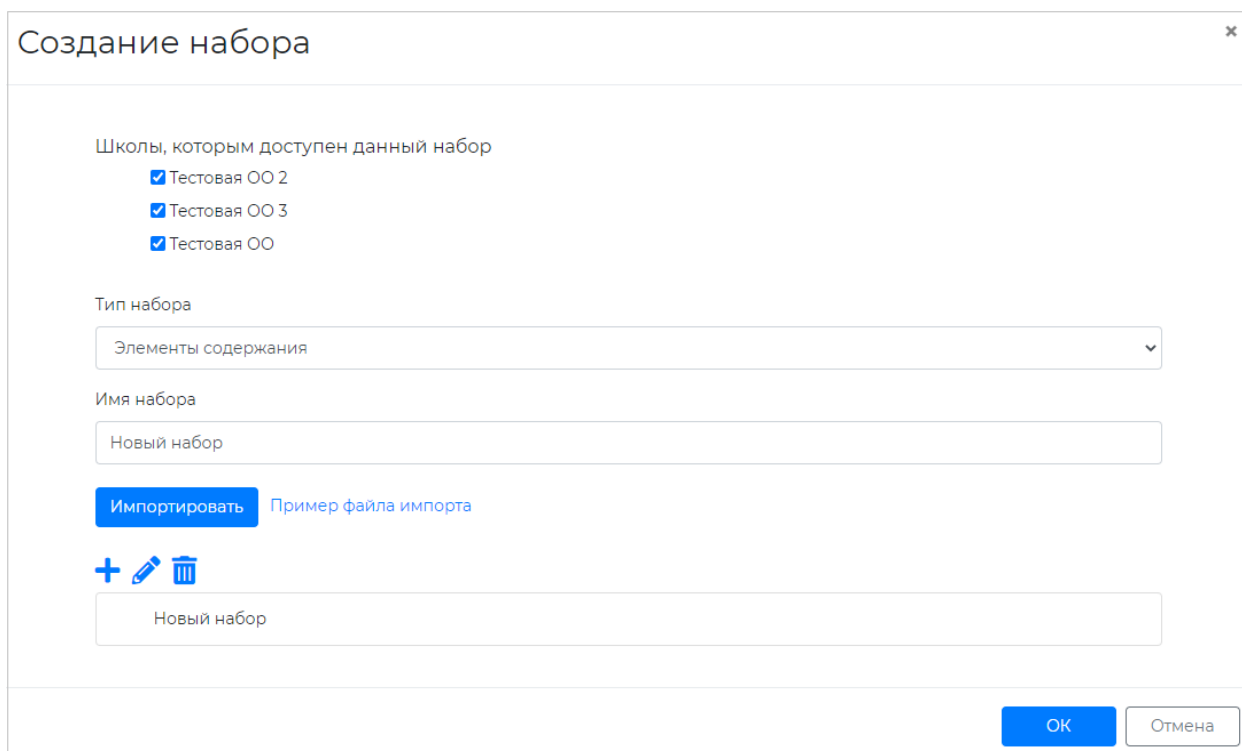 Создание набора
Школы, которым доступен данный набор
Тестовая ОО 2
Тестовая ОО 3
Тестовая ОО
Тип набора
Элементы содержания
Имя набора
Новый набор
Импортировать Пример файла импорта
Новый набор
ОК Отмена